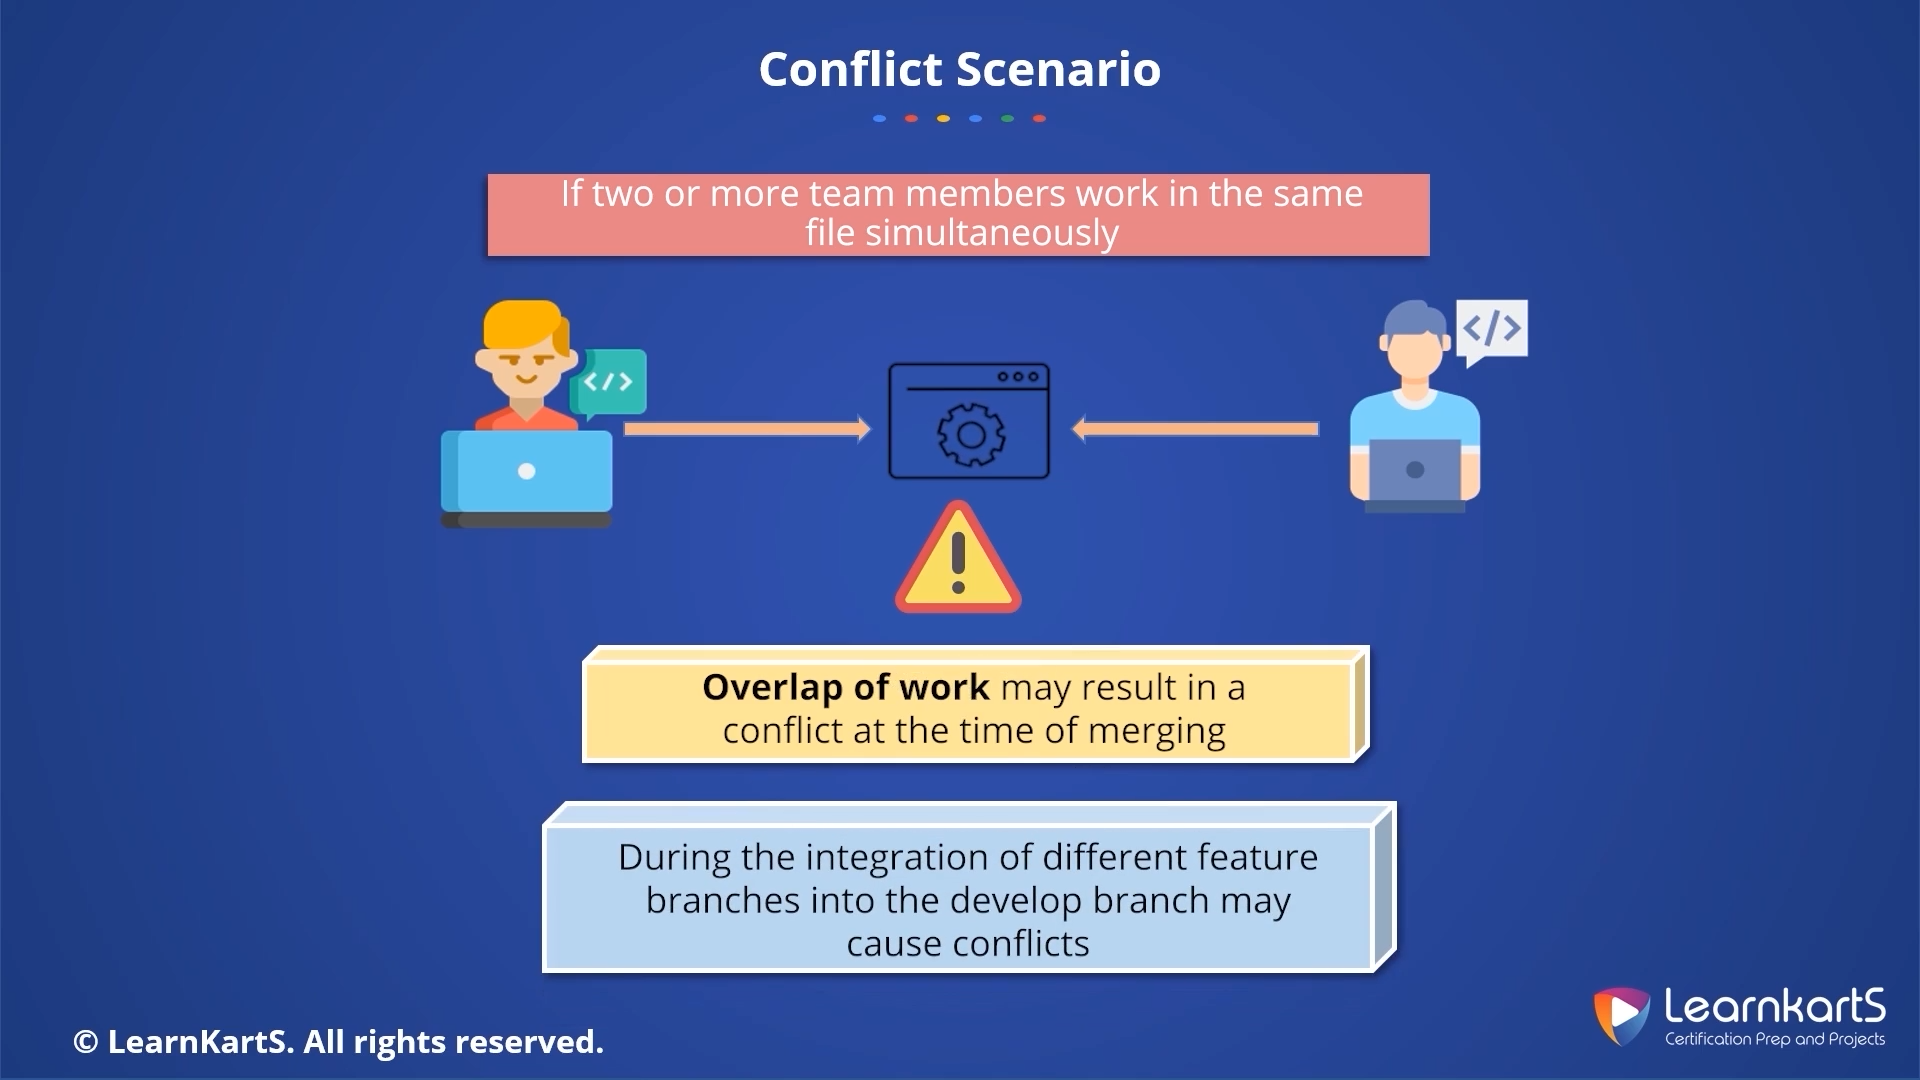 Conflict Scenario
If two or more team members work in the same
file simultaneously
</>
</>
Overlap of work may result in a
conflict at the time of merging
During the integration of different feature
branches into the develop branch may
cause conflicts
© LearnKartS. All rights reserved.
LearnkartS
Certification Prep and Projects